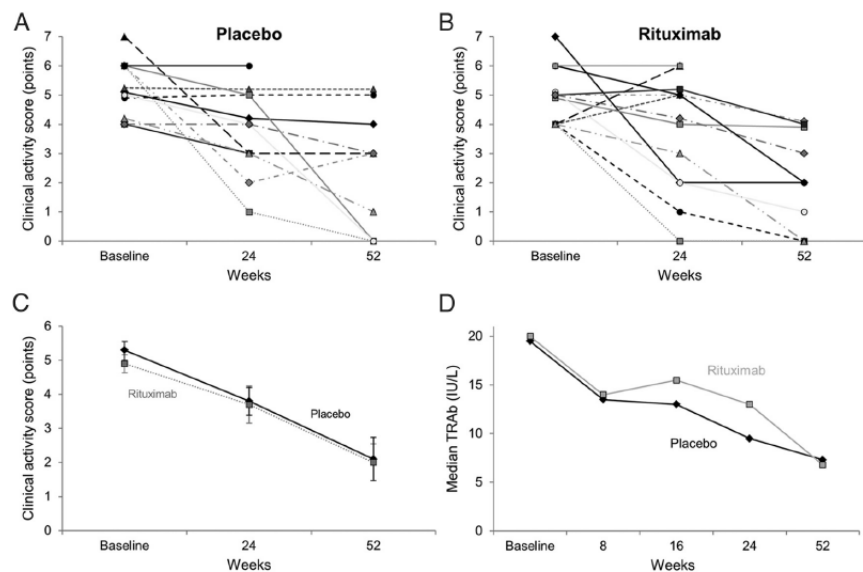 A
Placebo
Clinical activity score (points)
7
6
5
4
3
2
1
0
Baseline
24
52
Weeks
B
Rituximab
Clinical activity score (points)
7
6
5
4
3
2
1
0
Baseline
24
52
Weeks
C
Clinical activity score (points)
6
5
4
3
2
1
0
Rituximab
Placebo
Baseline
24
52
Weeks
D
Median TRAb (IU/L)
20
15
10
5
0
Rituximab
Placebo
Baseline
8
16
24
52
Weeks